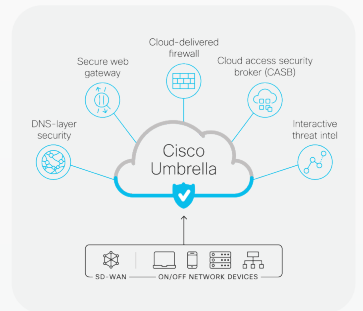 Cloud-delivered
firewall
Secure web
gateway
Cloud access security
broker (CASB)
DNS-layer
security
Interactive
threat intel
Cisco
Umbrella
SD-WAN
ON/OFF NETWORK DEVICES